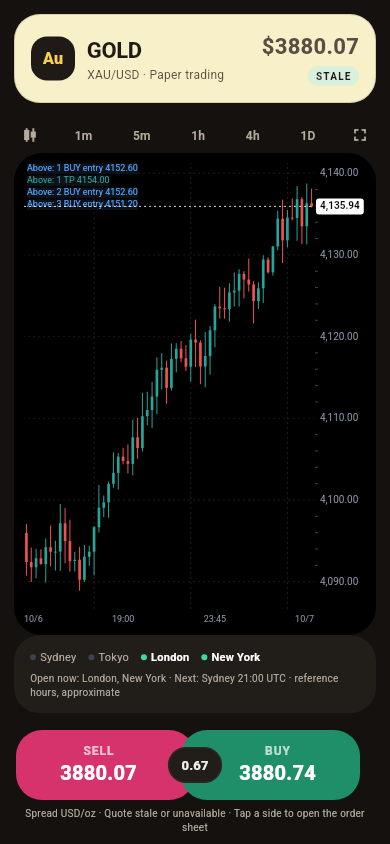 Au
GOLD
XAU/USD · Paper trading
$3880.07
STALE
1m 5m 1h 4h 1D
Above: 1 BUY entry 4152.60
Above: 1 TP 4154.00
Above: 2 BUY entry 4152.60
Above: 3 BUY entry 4151.20
4,140.00
4,135.94
4,130.00
4,120.00
4,110.00
4,100.00
4,090.00
10/6 19:00 23:45 10/7
Sydney Tokyo London New York
Open now: London, New York · Next: Sydney 21:00 UTC · reference
hours, approximate
SELL
3880.07
0.67
BUY
3880.74
Spread USD/oz · Quote stale or unavailable · Tap a side to open the order
sheet